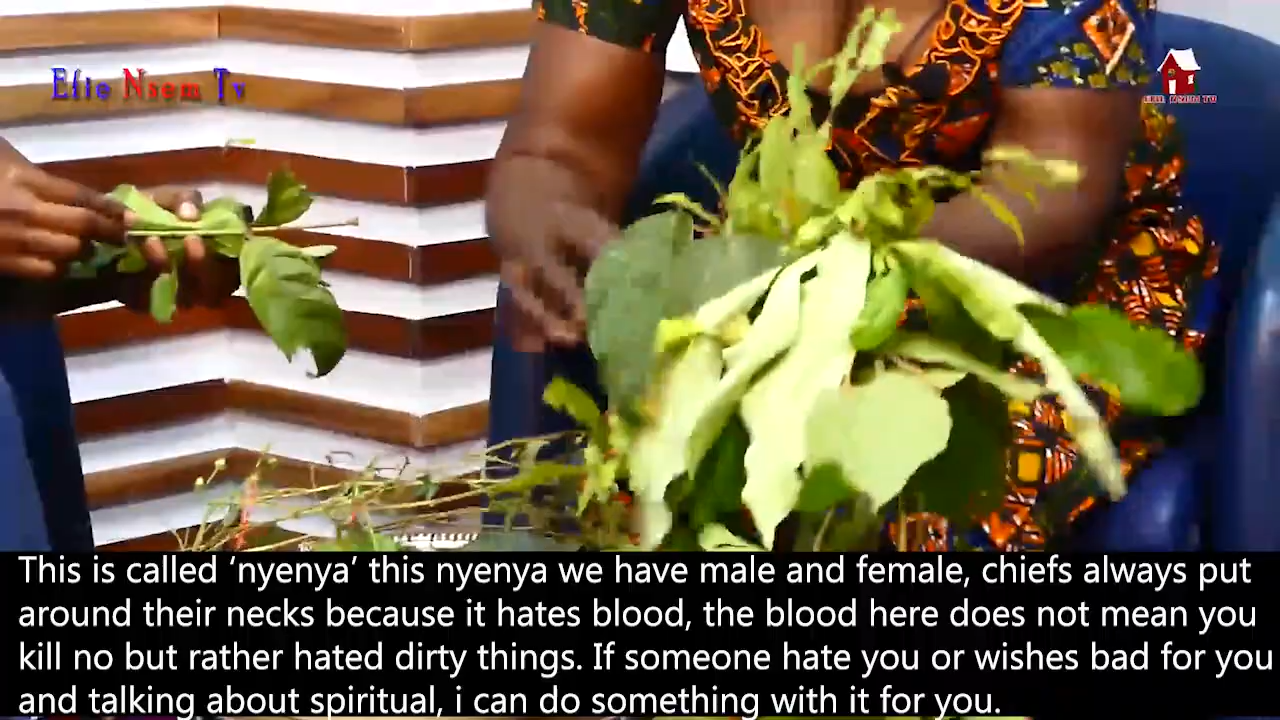 Efie Nsem Tv
EFIE NSEM TV
This is called ‘nyenya’ this nyenya we have male and female, chiefs always put
around their necks because it hates blood, the blood here does not mean you
kill no but rather hated dirty things. If someone hate you or wishes bad for you
and talking about spiritual, i can do something with it for you.